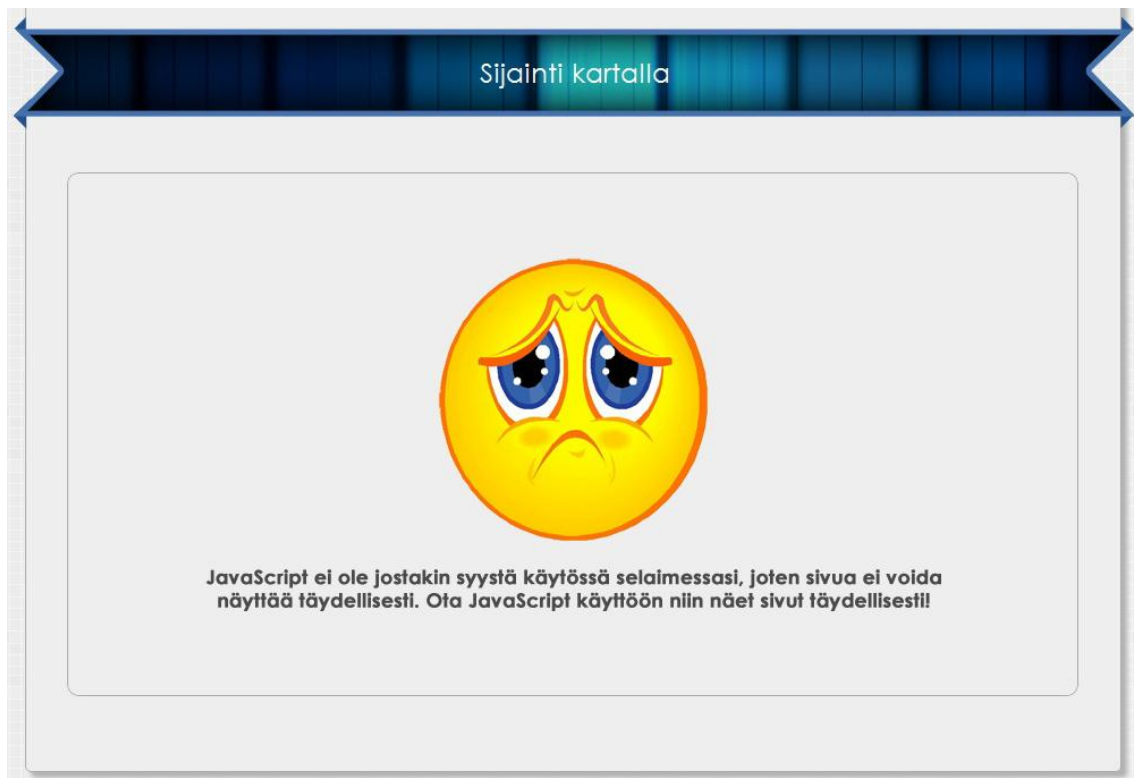 Sijainti kartalla
JavaScript ei ole jostakin syystä käytössä selaimessasi, joten sivua ei voida
näyttää täydellisesti. Ota JavaScript käyttöön niin näet sivut täydellisesti!